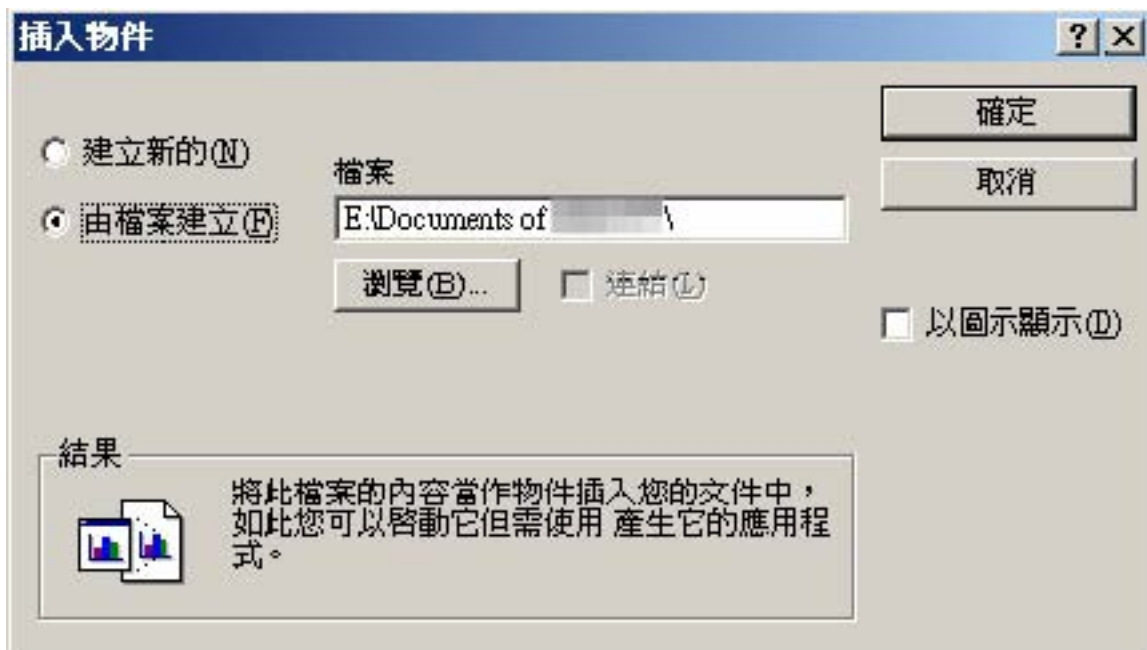 插入物件
確定
建立新的(N)
檔案
取消
由檔案建立(F)
E:\Documents of \
瀏覽(B)...
連結(L)
以圖示顯示(D)
結果
將此檔案的內容當作物件插入您的文件中，
如此您可以啓動它但需使用 產生它的應用程
式。